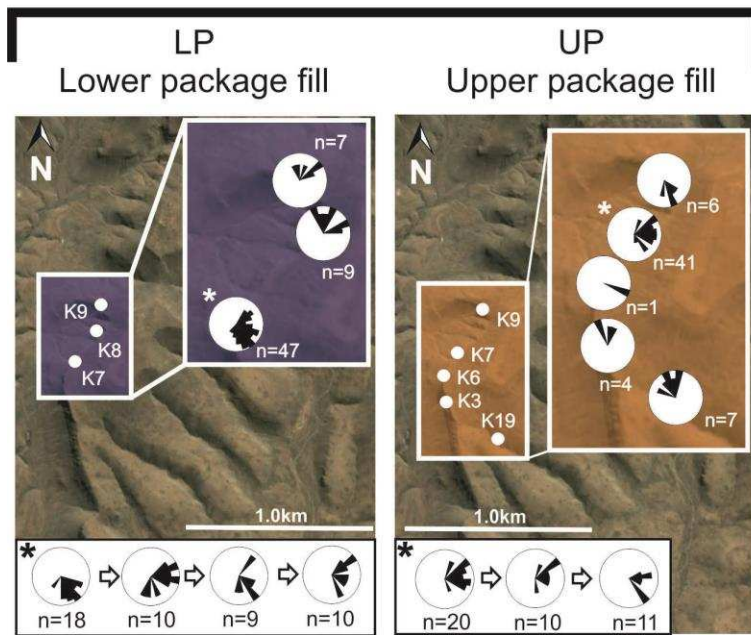 LP
Lower package fill
N
n=7
n=9
*
n=47
K9
K8
K7
1.0km
*
n=18
n=10
n=9
n=10
UP
Upper package fill
N
n=6
*
n=41
n=1
n=4
n=7
K9
K7
K6
K3
K19
1.0km
*
n=20
n=10
n=11